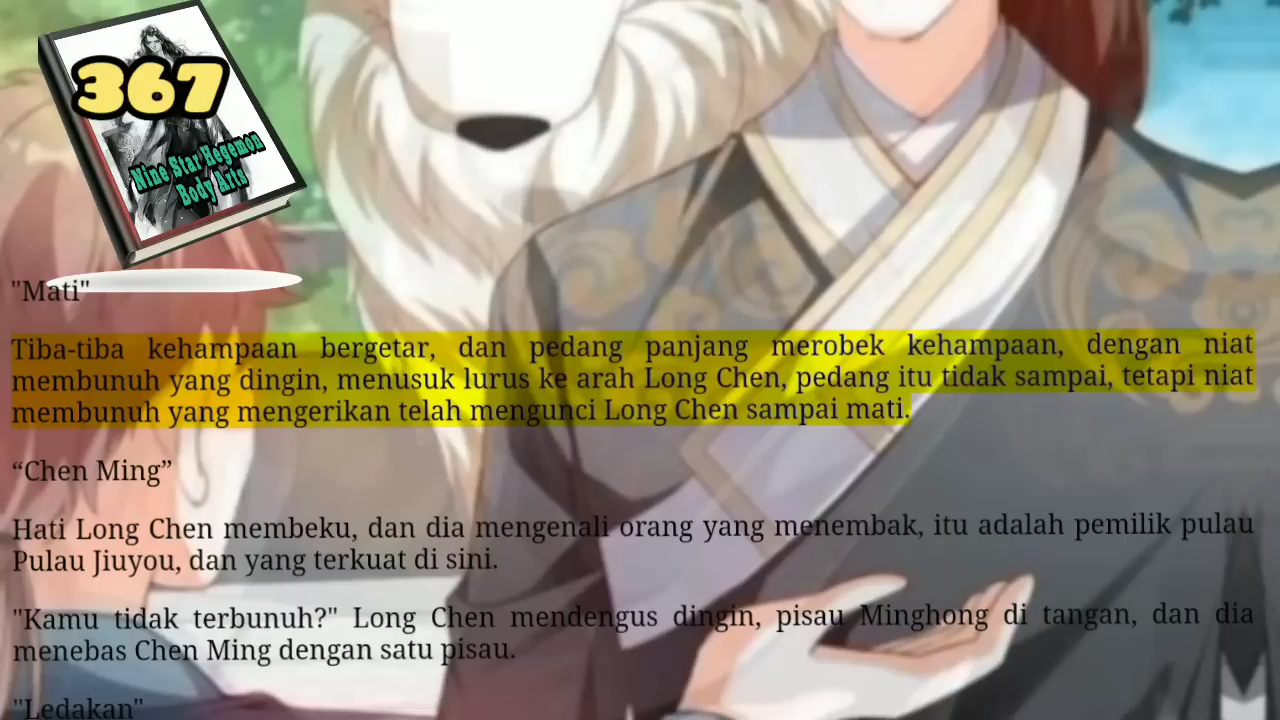 367
Nine Star Hegemon
Body Arts
"Mati"
Tiba-tiba kehampaan bergetar, dan pedang panjang merobek kehampaan, dengan niat
membunuh yang dingin, menusuk lurus ke arah Long Chen, pedang itu tidak sampai, tetapi niat
membunuh yang mengerikan telah mengunci Long Chen sampai mati.
“Chen Ming”
Hati Long Chen membeku, dan dia mengenali orang yang menembak, itu adalah pemilik pulau
Pulau Jiuyou, dan yang terkuat di sini.
"Kamu tidak terbunuh?" Long Chen mendengus dingin, pisau Minghong di tangan, dan dia
menebas Chen Ming dengan satu pisau.
"Ledakan"